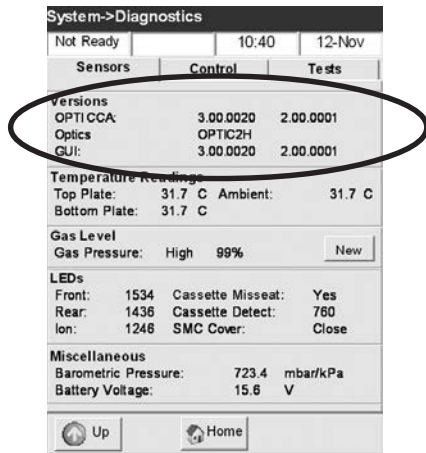 System->Diagnostics
Not Ready 10:40 12-Nov
Sensors Control Tests
Versions
OPTI CCA: 3.00.0020 2.00.0001
Optics OPTIC2H
GUI: 3.00.0020 2.00.0001
Temperature Readings
Top Plate: 31.7 C Ambient: 31.7 C
Bottom Plate: 31.7 C
Gas Level
Gas Pressure: High 99% New
LEDs
Front: 1534 Cassette Misseat: Yes
Rear: 1436 Cassette Detect: 760
Ion: 1246 SMC Cover: Close
Miscellaneous
Barometric Pressure: 723.4 mbar/kPa
Battery Voltage: 15.6 V
Up Home